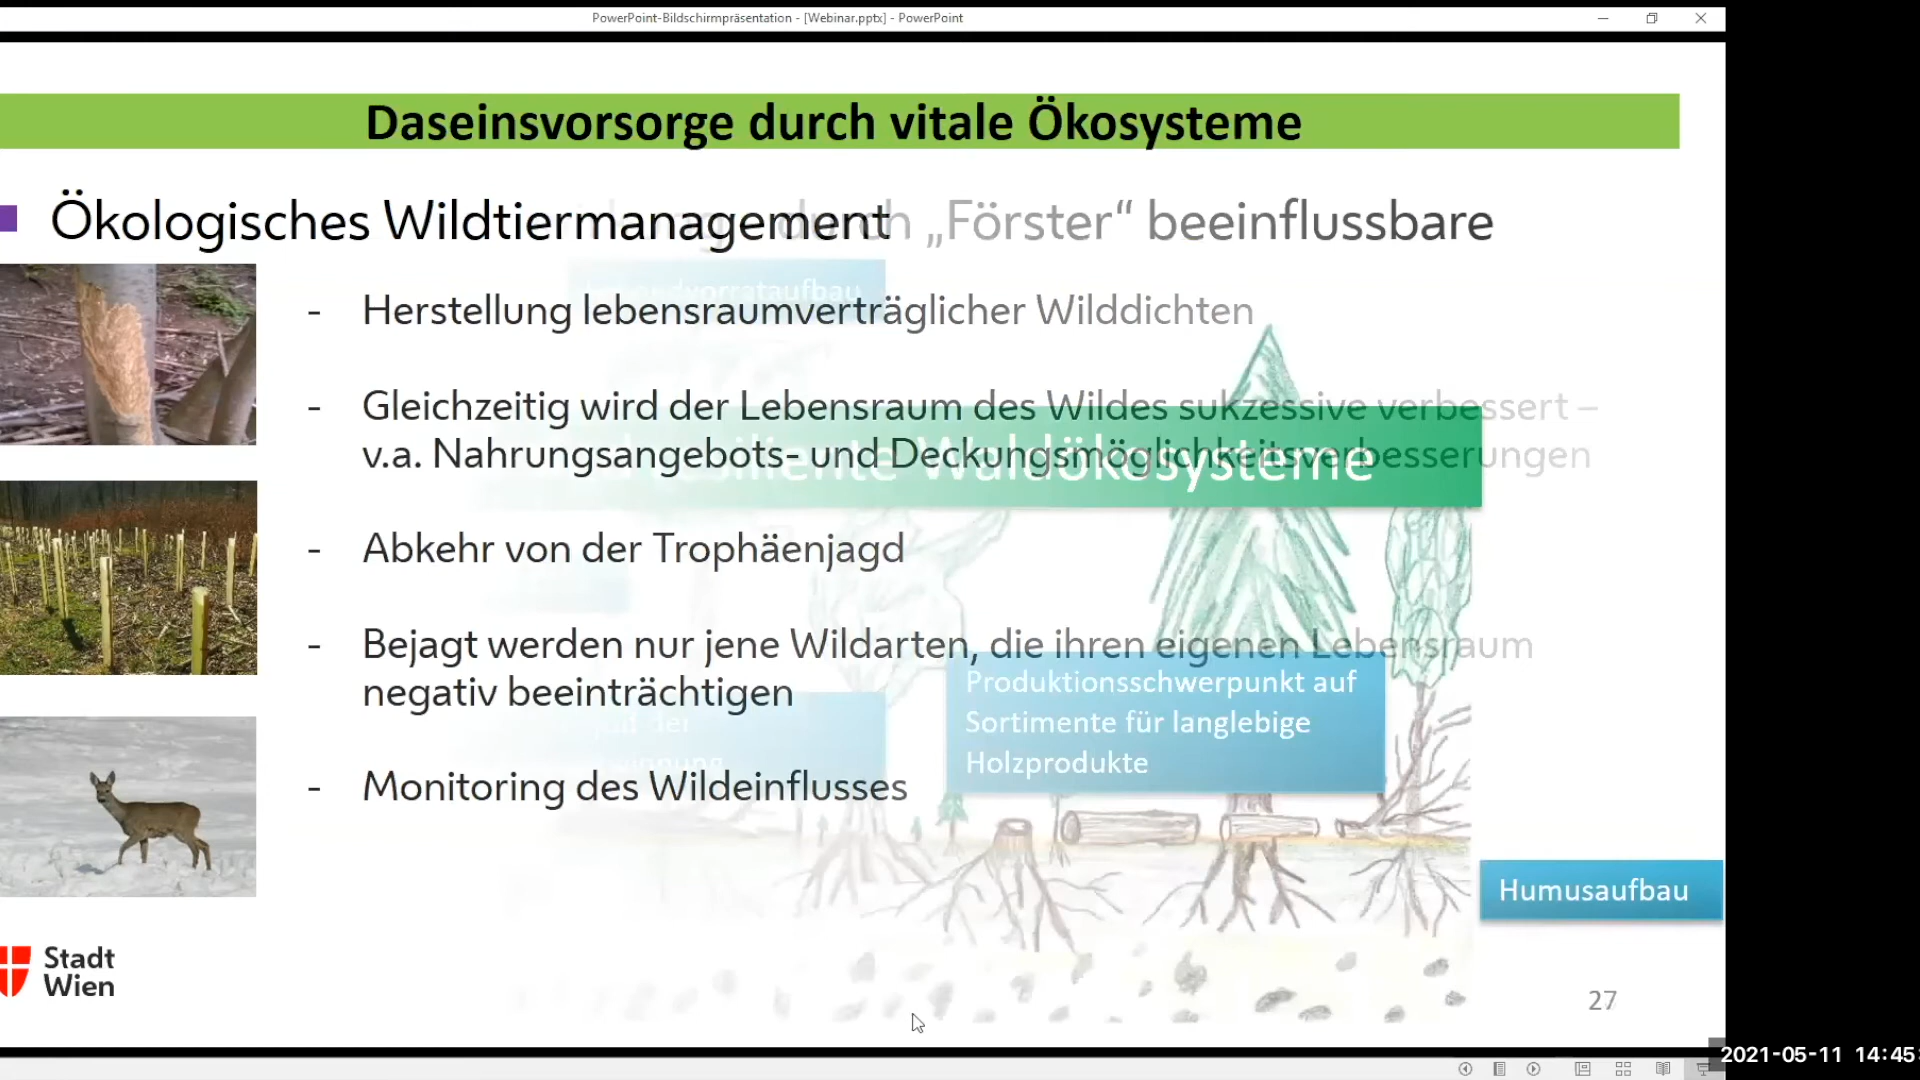 PowerPoint-Bildschirmpräsentation - [Webinar.pptx] - PowerPoint
Daseinsvorsorge durch vitale Ökosysteme
Ökologisches Wildtiermanagement
durch „Förster“ beeinflussbare
- Herstellung lebensraumverträglicher Wilddichten
- Gleichzeitig wird der Lebensraum des Wildes sukzessive verbessert –
v.a. Nahrungsangebots- und Deckungsmöglichkeitsverbesserungen
Waldökosysteme
- Abkehr von der Trophäenjagd
- Bejagt werden nur jene Wildarten, die ihren eigenen Lebensraum
negativ beeinträchtigen
Produktionsschwerpunkt auf
Sortimente für langlebige
Holzprodukte
- Monitoring des Wildeinflusses
Humusaufbau
Stadt
Wien
27
2021-05-11 14:45: